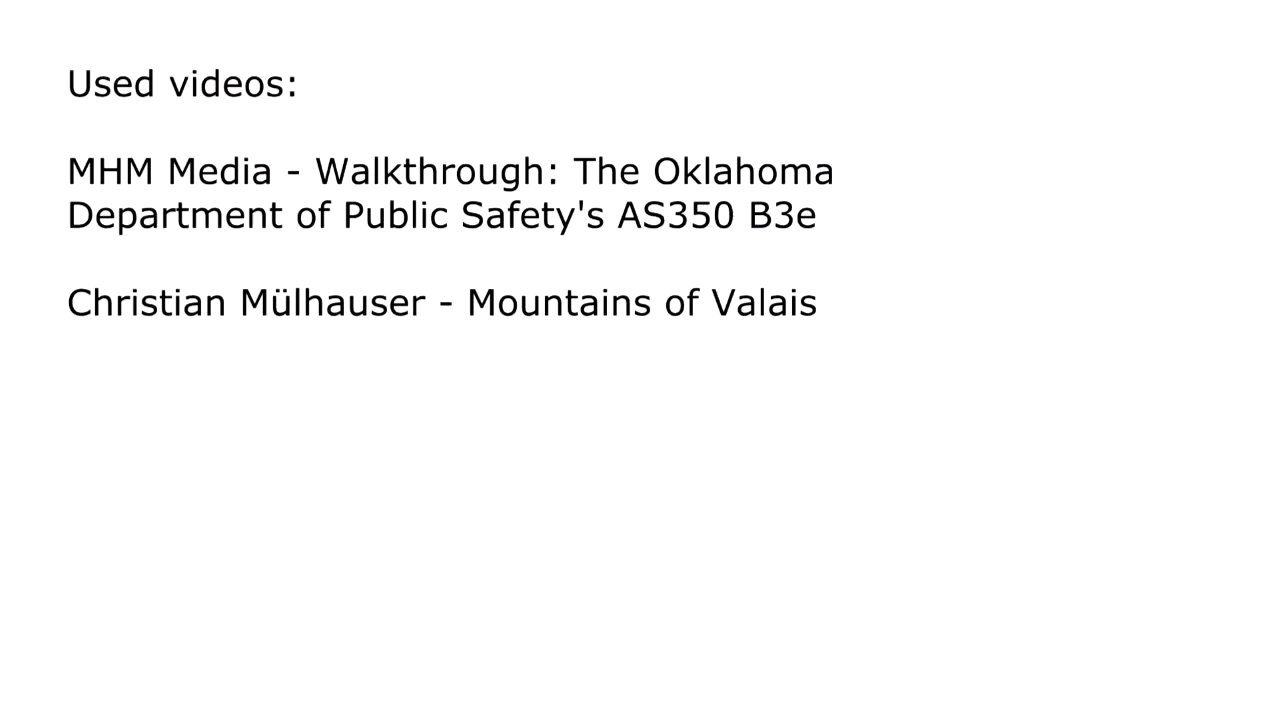 Used videos:
MHM Media - Walkthrough: The Oklahoma
Department of Public Safety's AS350 B3e
Christian Mülhauser - Mountains of Valais